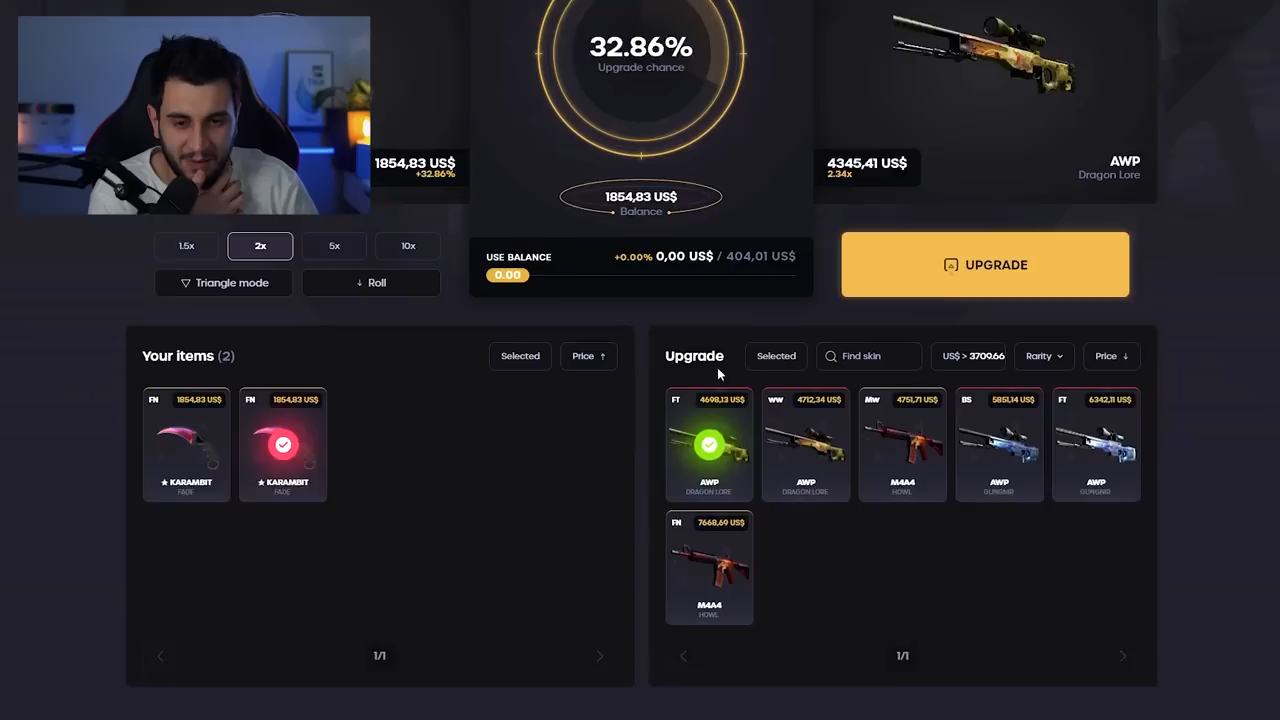 32.86%
Upgrade chance
1854,83 US$
+32.86%
4345,41 US$
2.34x
AWP
Dragon Lore
1854,83 US$
Balance
1.5x
2x
5x
10x
USE BALANCE
+0.00% 0,00 US$ / 404,01 US$
0.00
UPGRADE
Triangle mode
Roll
Your items (2)
Selected
Price
Upgrade
Selected
Find skin
US$ > 3709.66
Rarity
Price
FN 1854,83 US$
★ KARAMBIT
FADE
FN 1854,83 US$
★ KARAMBIT
FADE
FT 4698,13 US$
AWP
DRAGON LORE
WW 4712,34 US$
AWP
DRAGON LORE
MW 4751,71 US$
M4A4
HOWL
BS 5851,14 US$
AWP
GUNGNIR
FT 6342,11 US$
AWP
GUNGNIR
FN 7668,69 US$
M4A4
HOWL
1/1
1/1